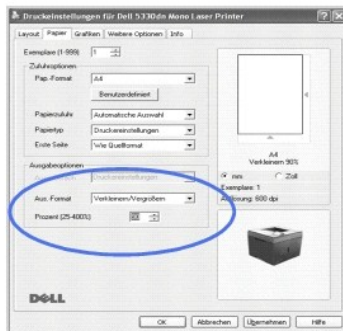 Druckeinstellungen für Dell 5330dn Mono Laser Printer
Layout Papier Grafiken Weitere Optionen Info
Exemplare (1-999) 1
Zufuhroptionen
Pap.-Format A4
Benutzerdefiniert
Papierzufuhr Automatische Auswahl
Papiertyp Druckereinstellungen
Erste Seite Wie Quellformat
A4
Verkleinern 90%
mm Zoll
Exemplare: 1
Auflösung: 600 dpi
Ausgabeoptionen
Druckereinstellungen
Aus. Format Verkleinern/Vergrößern
Prozent (25-400%)
DELL
OK Abbrechen Übernehmen Hilfe